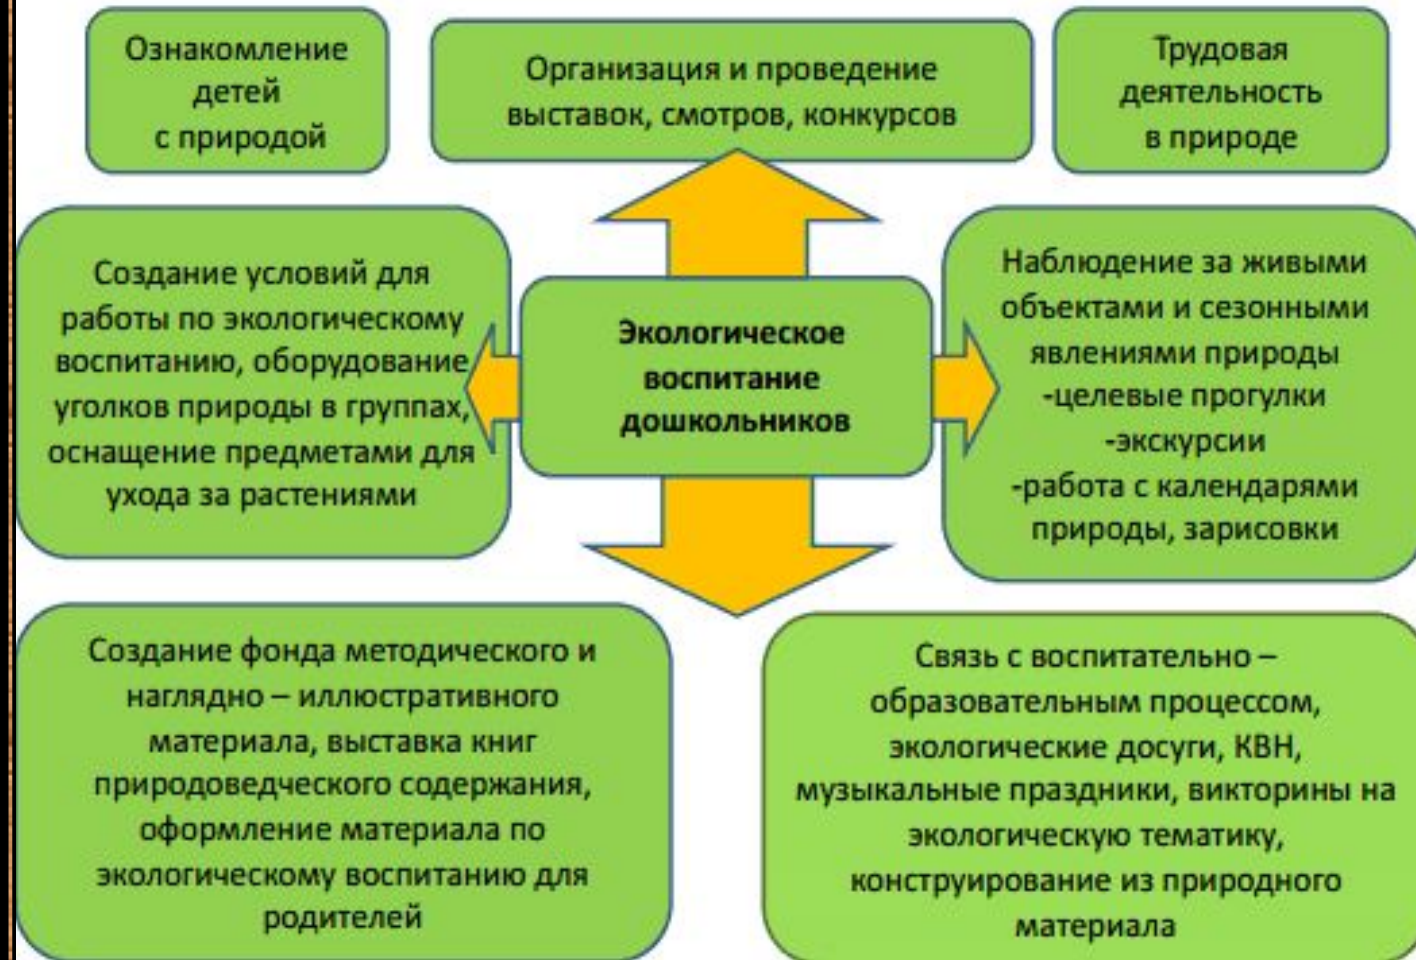 Ознакомление
детей
с природой
Организация и проведение
выставок, смотров, конкурсов
Трудовая
деятельность
в природе
Создание условий для
работы по экологическому
воспитанию, оборудование
уголков природы в группах,
оснащение предметами для
ухода за растениями
Экологическое
воспитание
дошкольников
Наблюдение за живыми
объектами и сезонными
явлениями природы
-целевые прогулки
-экскурсии
-работа с календарями
природы, зарисовки
Создание фонда методического и
наглядно – иллюстративного
материала, выставка книг
природоведческого содержания,
оформление материала по
экологическому воспитанию для
родителей
Связь с воспитательно –
образовательным процессом,
экологические досуги, КВН,
музыкальные праздники, викторины на
экологическую тематику,
конструирование из природного
материала